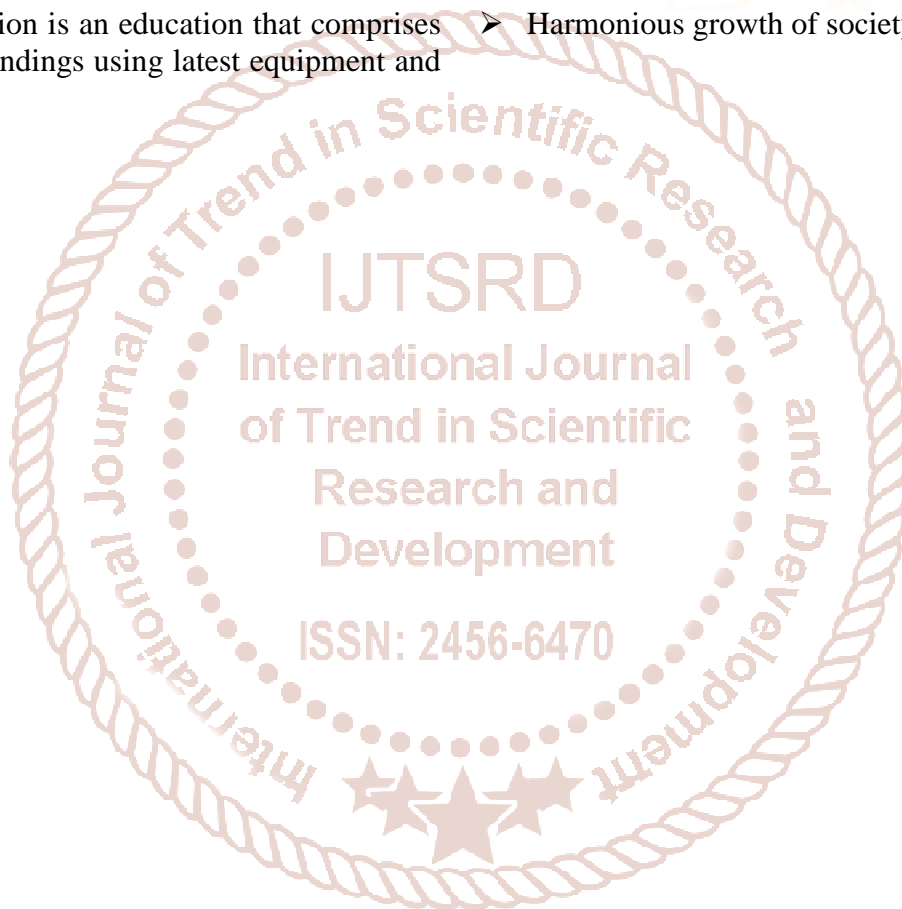 ion is an education that comprises
ndings using latest equipment and
➢ Harmonious growth of society
International Journal of Trend in Scientific Research and Development
IJTSRD
International Journal
of Trend in Scientific
Research and
Development
ISSN: 2456-6470